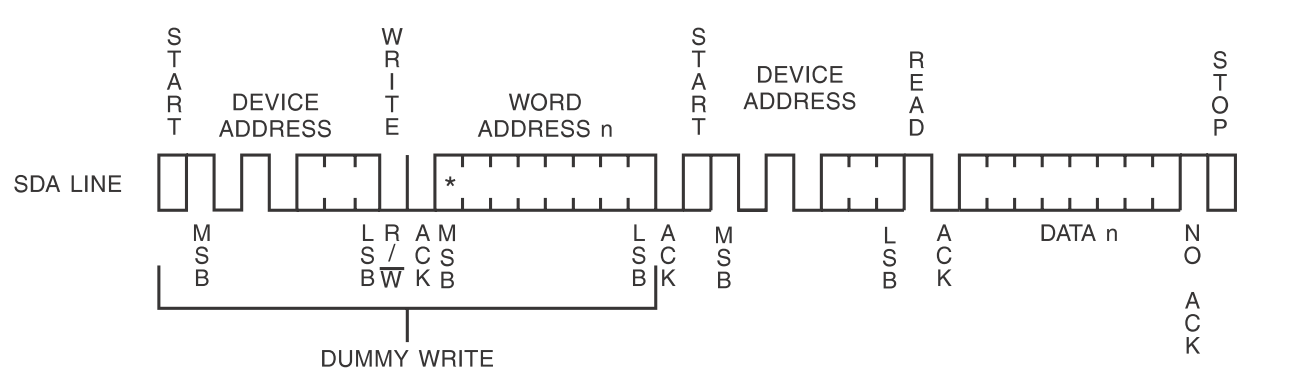 START
WRITE
START
READ
STOP
DEVICE
ADDRESS
WORD
ADDRESS n
DEVICE
ADDRESS
SDA LINE
*
MSB
LSB
R/W̅
ACK
MSB
LSB
ACK
MSB
LSB
ACK
DATA n
NO ACK
DUMMY WRITE